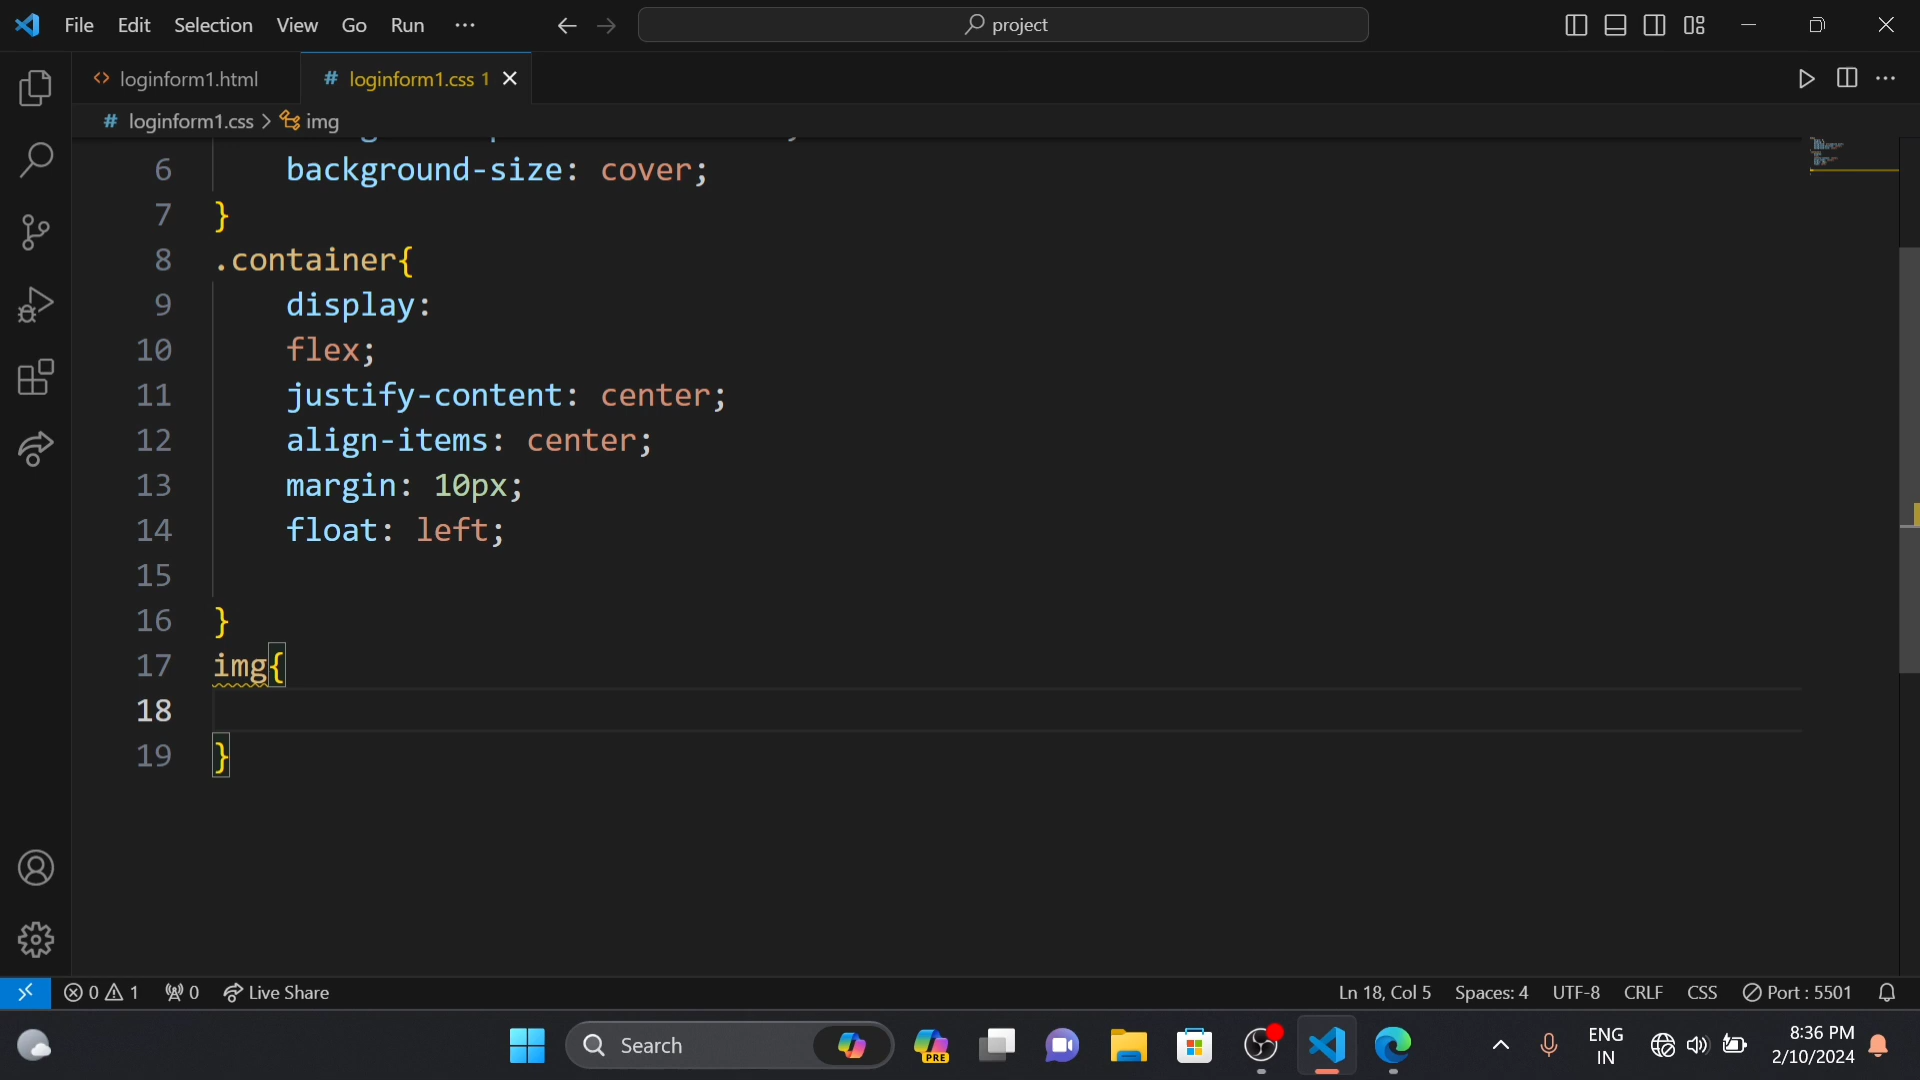 File Edit Selection View Go Run ··· project
loginform1.html # loginform1.css 1
# loginform1.css > img
6 background-size: cover;
7 }
8 .container{
9 display:
10 flex;
11 justify-content: center;
12 align-items: center;
13 margin: 10px;
14 float: left;
15
16 }
17 img{
18
19 }
0 1 0 Live Share Ln 18, Col 5 Spaces: 4 UTF-8 CRLF CSS Port : 5501
Search PRE ENG 8:36 PM
IN 2/10/2024